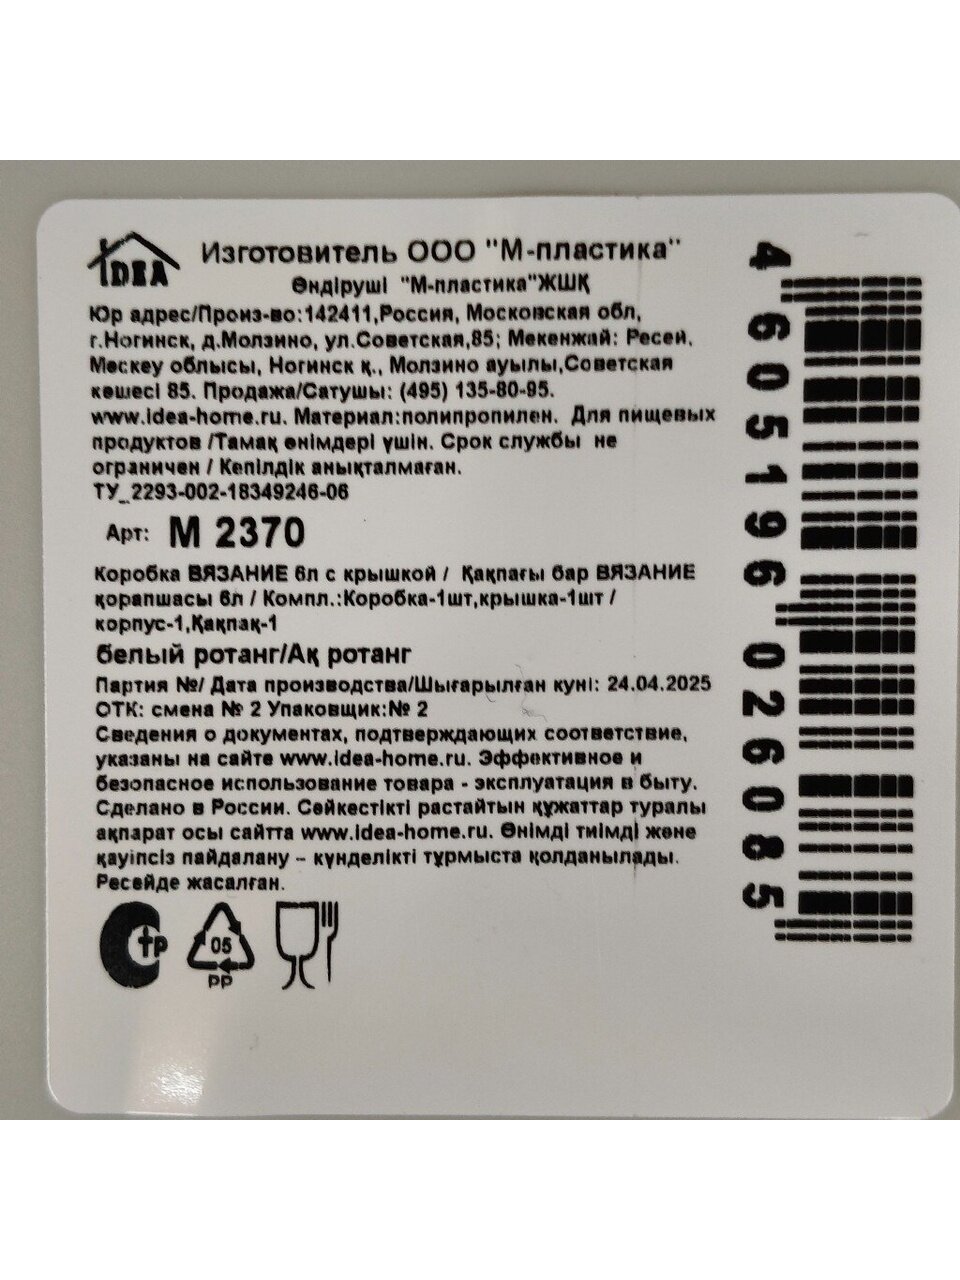 IDEA
Изготовитель ООО "М-пластика"
Өндіруші "М-пластика"ЖШҚ
Юр адрес/Произ-во:142411,Россия, Московская обл,
г.Ногинск, д.Молзино, ул.Советская,85; Мекенжай: Ресей,
Мәскеу облысы, Ногинск қ., Молзино ауылы,Советская
көшесі 85. Продажа/Сатушы: (495) 135-80-95.
www.idea-home.ru. Материал:полипропилен. Для пищевых
продуктов /Тамақ өнімдері үшін. Срок службы не
ограничен / Кепілдік анықталмаған.
ТУ_2293-002-18349246-06
Арт: М 2370
Коробка ВЯЗАНИЕ 6л с крышкой / Қақпағы бар ВЯЗАНИЕ
қорапшасы 6л / Компл.:Коробка-1шт,крышка-1шт /
корпус-1,Қақпақ-1
белый ротанг/Ақ ротанг
Партия №/ Дата производства/Шығарылған күні: 24.04.2025
ОТК: смена № 2 Упаковщик:№ 2
Сведения о документах, подтверждающих соответствие,
указаны на сайте www.idea-home.ru. Эффективное и
безопасное использование товара - эксплуатация в быту.
Сделано в России. Сәйкестікті растайтын құжаттар туралы
ақпарат осы сайтта www.idea-home.ru. Өнімді тиімді және
қауіпсіз пайдалану – күнделікті тұрмыста қолданылады.
Ресейде жасалған.
стр
05
PP
4 605196 026085